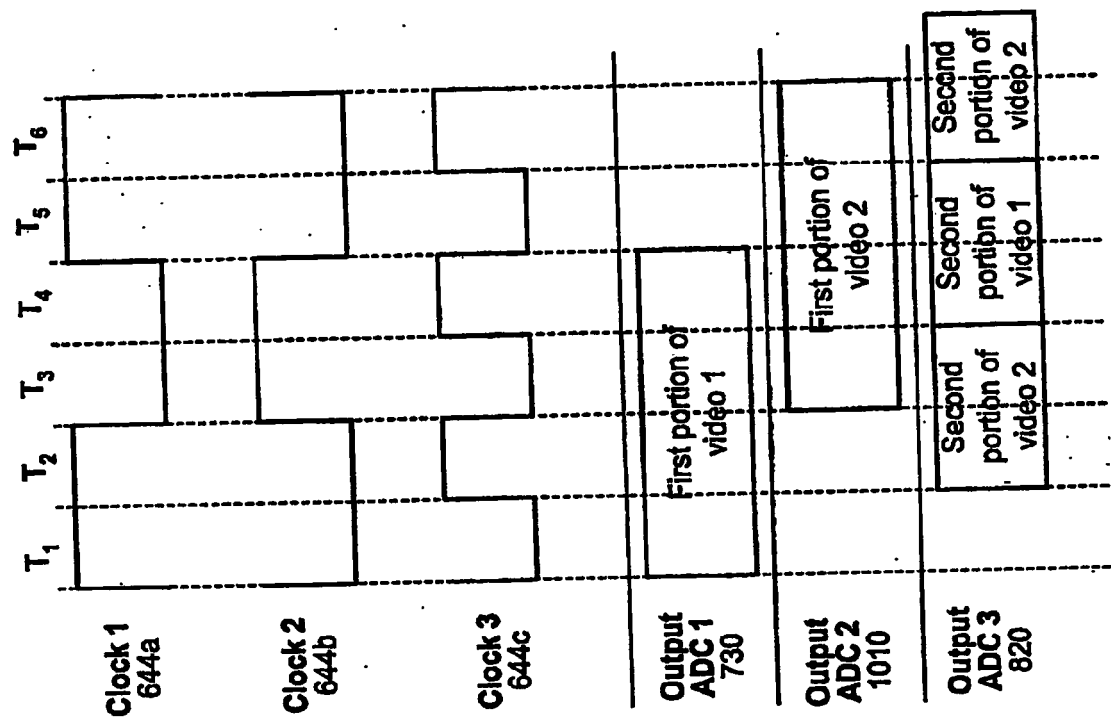 T1 T2 T3 T4 T5 T6
Clock 1
644a
Clock 2
644b
Clock 3
644c
Output
ADC 1
730
First portion of
video 1
Output
ADC 2
1010
First portion of
video 2
Output
ADC 3
820
Second
portion of
video 2
Second
portion of
video 1
Second
portion of
video 2